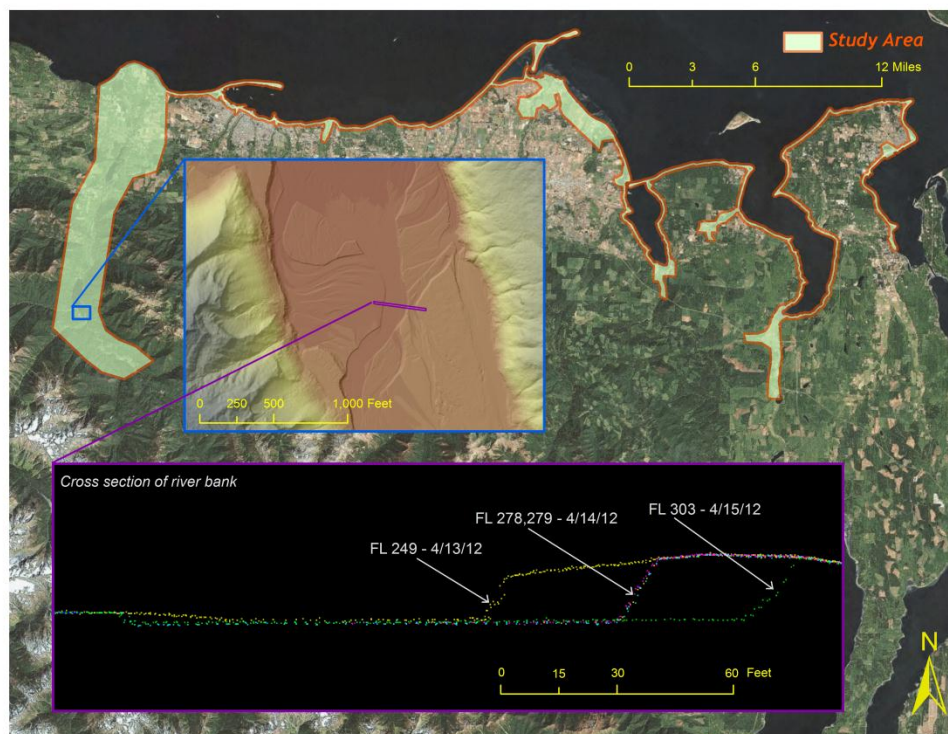 Study Area
0 3 6 12 Miles
0 250 500 1,000 Feet
Cross section of river bank
FL 303 - 4/15/12
FL 278,279 - 4/14/12
FL 249 - 4/13/12
0 15 30 60 Feet
N